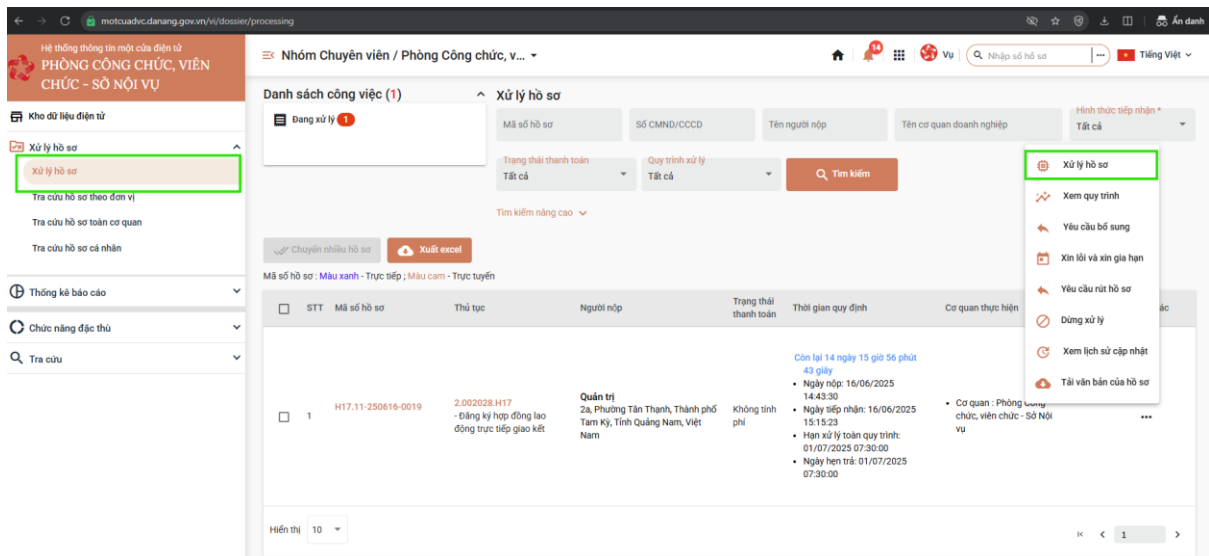 motcuadvc.danang.gov.vn/vi/dossier/processing
Ẩn danh
Hệ thống thông tin một cửa điện tử
PHÒNG CÔNG CHỨC, VIÊN
CHỨC - SỞ NỘI VỤ
Nhóm Chuyên viên / Phòng Công chức, v...
14
Vụ
Nhập số hồ sơ
Tiếng Việt
Kho dữ liệu điện tử
Xử lý hồ sơ
Xử lý hồ sơ
Tra cứu hồ sơ theo đơn vị
Tra cứu hồ sơ toàn cơ quan
Tra cứu hồ sơ cá nhân
Thống kê báo cáo
Chức năng đặc thù
Tra cứu
Danh sách công việc (1)
Đang xử lý 1
Xử lý hồ sơ
Mã số hồ sơ
Số CMND/CCCD
Tên người nộp
Tên cơ quan doanh nghiệp
Hình thức tiếp nhận *
Tất cả
Trạng thái thanh toán
Tất cả
Quy trình xử lý
Tất cả
Tìm kiếm
Tìm kiếm nâng cao
Xử lý hồ sơ
Xem quy trình
Yêu cầu bổ sung
Xin lỗi và xin gia hạn
Yêu cầu rút hồ sơ
Dừng xử lý
Xem lịch sử cập nhật
Tải văn bản của hồ sơ
Chuyển nhiều hồ sơ
Xuất excel
Mã số hồ sơ : Màu xanh - Trực tiếp ; Màu cam - Trực tuyến
STT
Mã số hồ sơ
Thủ tục
Người nộp
Trạng thái
thanh toán
Thời gian quy định
Cơ quan thực hiện
1
H17.11-250616-0019
2.002028.H17
- Đăng ký hợp đồng lao
động trực tiếp giao kết
Quản trị
2a, Phường Tân Thạnh, Thành phố
Tam Kỳ, Tỉnh Quảng Nam, Việt
Nam
Không tính
phí
Còn lại 14 ngày 15 giờ 56 phút
43 giây
• Ngày nộp: 16/06/2025
14:43:30
• Ngày tiếp nhận: 16/06/2025
15:15:23
• Hạn xử lý toàn quy trình:
01/07/2025 07:30:00
• Ngày hẹn trả: 01/07/2025
07:30:00
• Cơ quan : Phòng Công
chức, viên chức - Sở Nội
vụ
Hiển thị 10
1